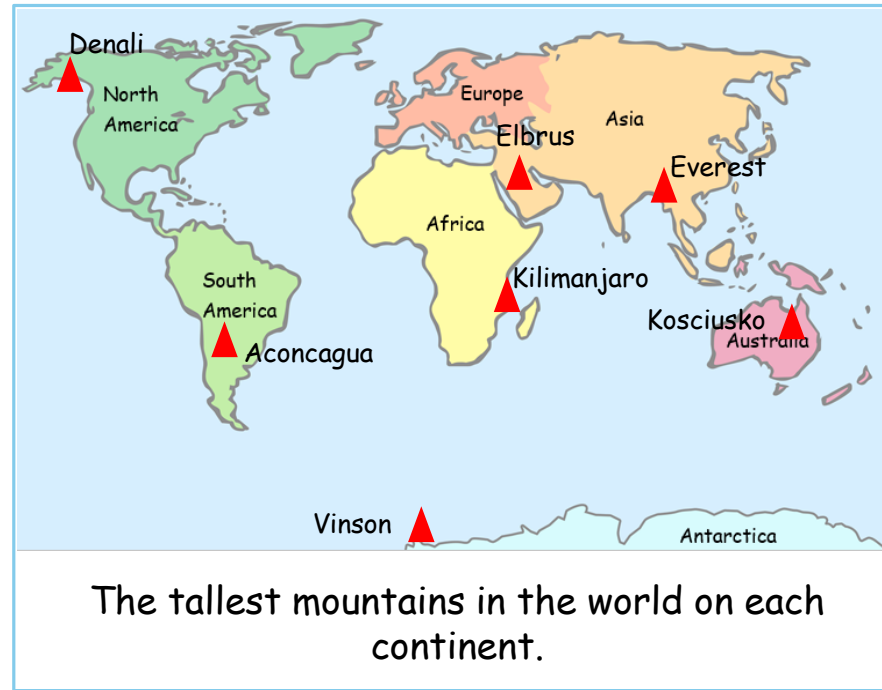 Denali
North
America
Europe
Asia
Elbrus
Everest
Africa
South
America
Kilimanjaro
Kosciusko
Australia
Aconcagua
Vinson
Antarctica
The tallest mountains in the world on each
continent.